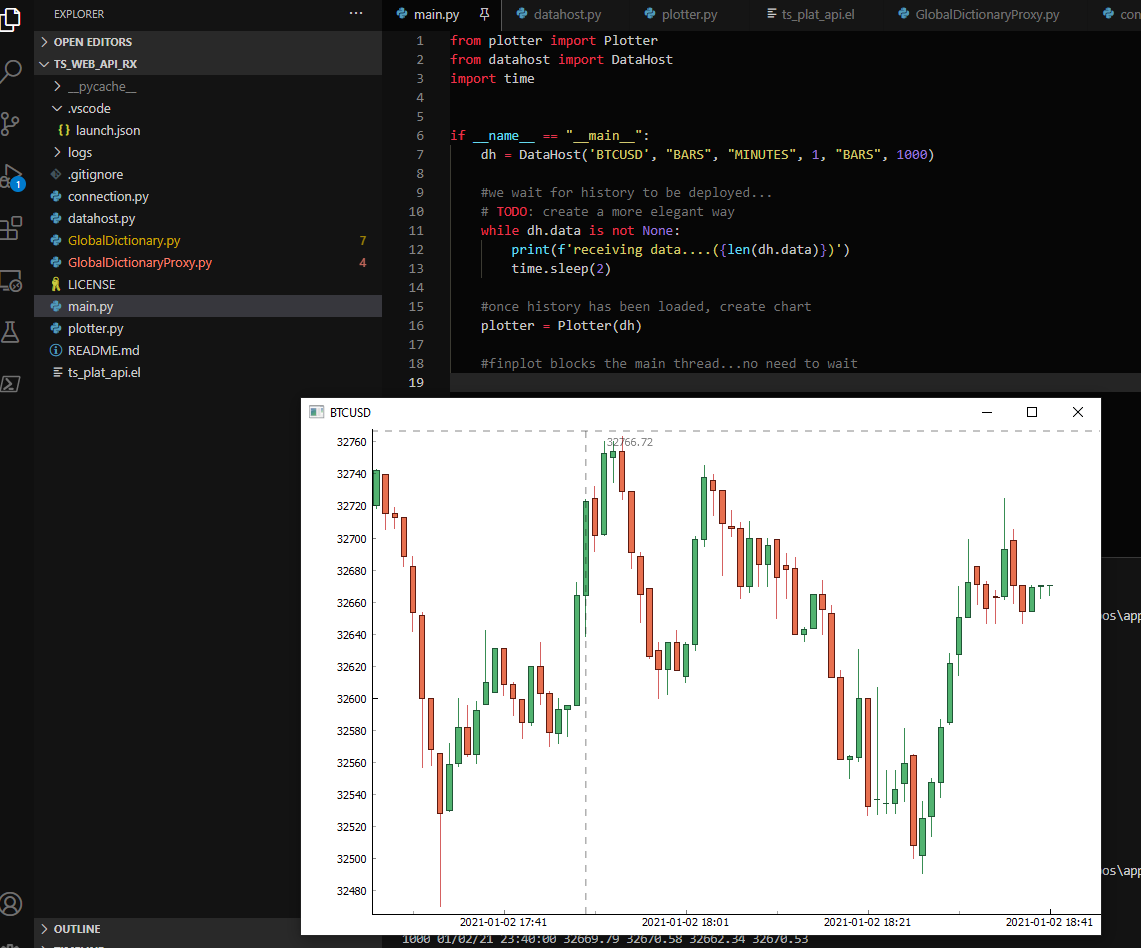 EXPLORER
···
main.py
datahost.py
plotter.py
ts_plat_api.el
GlobalDictionaryProxy.py
con
OPEN EDITORS
TS_WEB_API_RX
__pycache__
.vscode
{} launch.json
logs
.gitignore
connection.py
datahost.py
GlobalDictionary.py 7
GlobalDictionaryProxy.py 4
LICENSE
main.py
plotter.py
README.md
ts_plat_api.el
1
OUTLINE
1 from plotter import Plotter
2 from datahost import DataHost
3 import time
4
5
6 if __name__ == "__main__":
7 dh = DataHost('BTCUSD', "BARS", "MINUTES", 1, "BARS", 1000)
8
9 #we wait for history to be deployed...
10 # TODO: create a more elegant way
11 while dh.data is not None:
12 print(f'receiving data....({len(dh.data)})')
13 time.sleep(2)
14
15 #once history has been loaded, create chart
16 plotter = Plotter(dh)
17
18 #finplot blocks the main thread...no need to wait
19
BTCUSD
32766.72
32760
32740
32720
32700
32680
32660
32640
32620
32600
32580
32560
32540
32520
32500
32480
2021-01-02 17:41
2021-01-02 18:01
2021-01-02 18:21
2021-01-02 18:41
os\app
os\app
1000 01/02/21 23:40:00 32669.79 32670.58 32662.34 32670.53